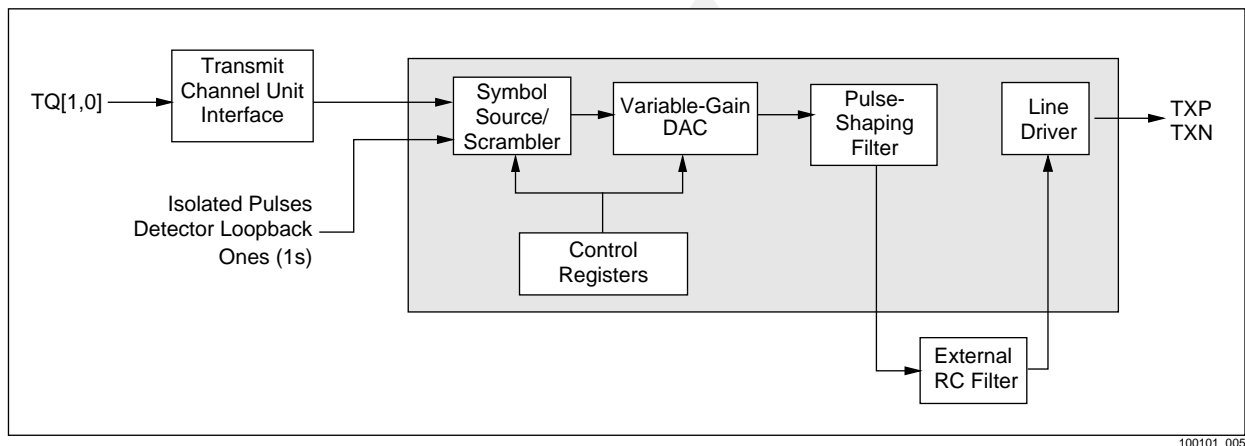 TQ[1,0]
Transmit
Channel Unit
Interface
Symbol
Source/
Scrambler
Variable-Gain
DAC
Pulse-
Shaping
Filter
Line
Driver
TXP
TXN
Isolated Pulses
Detector Loopback
Ones (1s)
Control
Registers
External
RC Filter
100101_005